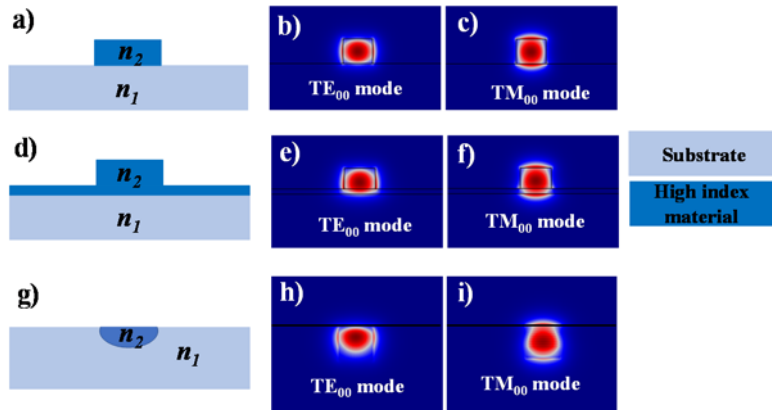 a)
n2
n1
b)
TE00 mode
c)
TM00 mode
d)
n2
n1
e)
TE00 mode
f)
TM00 mode
Substrate
High index
material
g)
n2
n1
h)
TE00 mode
i)
TM00 mode